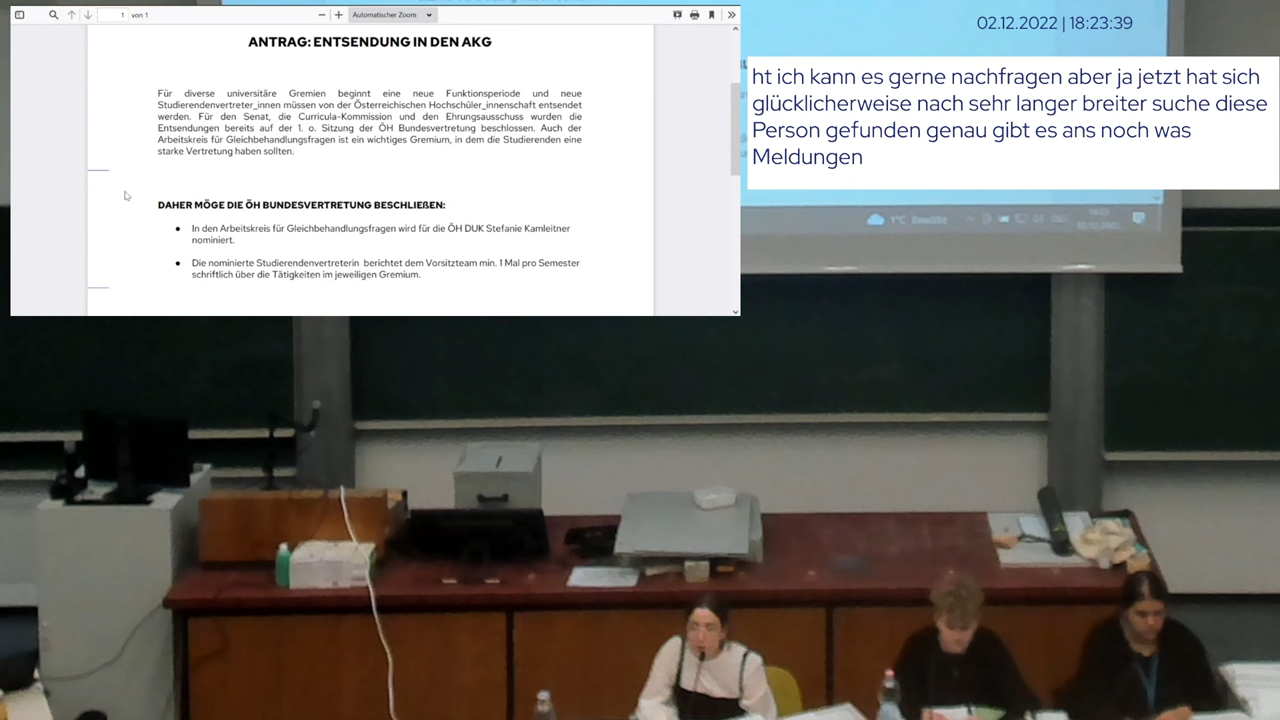 1 von 1
Automatischer Zoom
02.12.2022 | 18:23:39
ANTRAG: ENTSENDUNG IN DEN AKG
Für diverse universitäre Gremien beginnt eine neue Funktionsperiode und neue
Studierendenvertreter_innen müssen von der Österreichischen Hochschüler_innenschaft entsendet
werden. Für den Senat, die Curricula-Kommission und den Ehrungsausschuss wurden die
Entsendungen bereits auf der 1. o. Sitzung der ÖH Bundesvertretung beschlossen. Auch der
Arbeitskreis für Gleichbehandlungsfragen ist ein wichtiges Gremium, in dem die Studierenden eine
starke Vertretung haben sollten.
DAHER MÖGE DIE ÖH BUNDESVERTRETUNG BESCHLIEßEN:
● In den Arbeitskreis für Gleichbehandlungsfragen wird für die ÖH DUK Stefanie Kamleitner
nominiert.
● Die nominierte Studierendenvertreterin berichtet dem Vorsitzteam min. 1 Mal pro Semester
schriftlich über die Tätigkeiten im jeweiligen Gremium.
ht ich kann es gerne nachfragen aber ja jetzt hat sich
glücklicherweise nach sehr langer breiter suche diese
Person gefunden genau gibt es ans noch was
Meldungen
1°C